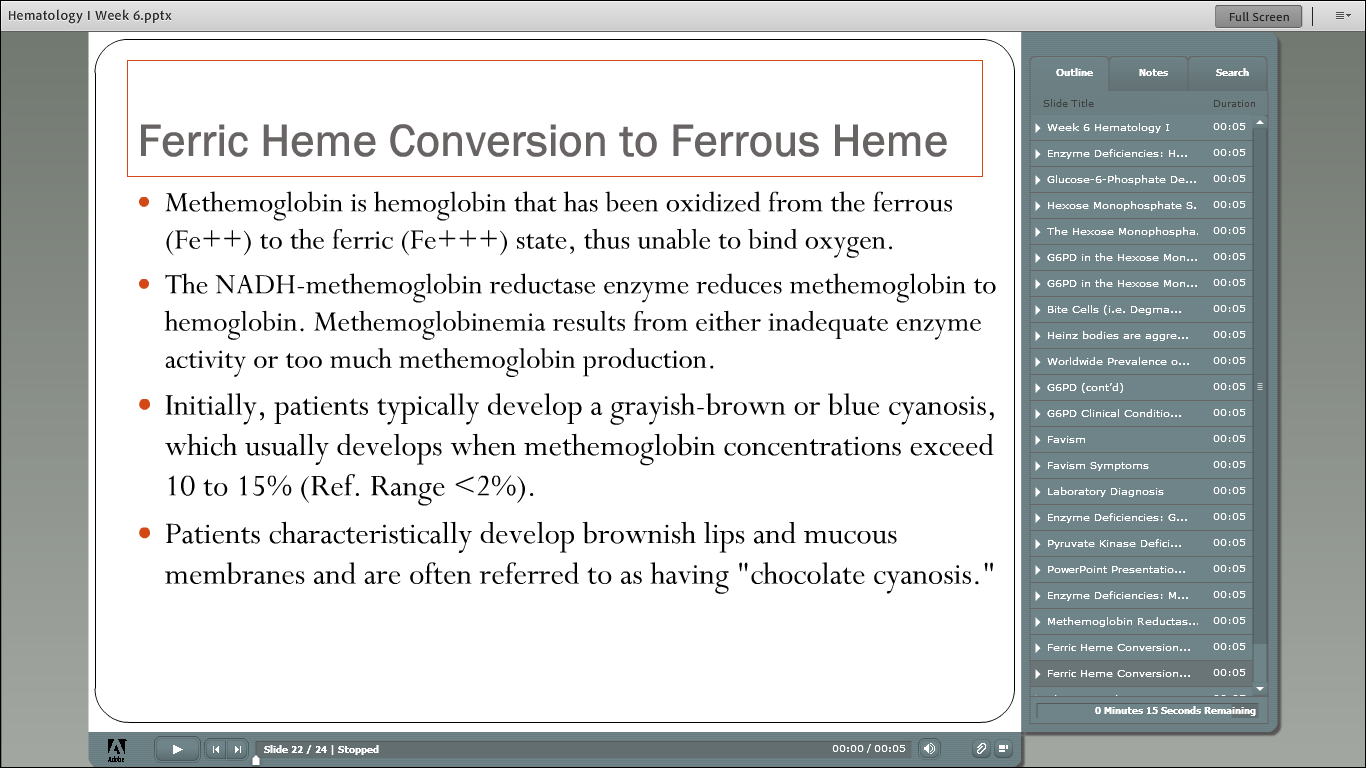 Hematology I Week 6.pptx
Full Screen
Ferric Heme Conversion to Ferrous Heme
• Methemoglobin is hemoglobin that has been oxidized from the ferrous
(Fe++) to the ferric (Fe+++) state, thus unable to bind oxygen.
• The NADH-methemoglobin reductase enzyme reduces methemoglobin to
hemoglobin. Methemoglobinemia results from either inadequate enzyme
activity or too much methemoglobin production.
• Initially, patients typically develop a grayish-brown or blue cyanosis,
which usually develops when methemoglobin concentrations exceed
10 to 15% (Ref. Range <2%).
• Patients characteristically develop brownish lips and mucous
membranes and are often referred to as having "chocolate cyanosis."
Outline Notes Search
Slide Title Duration
Week 6 Hematology I 00:05
Enzyme Deficiencies: H... 00:05
Glucose-6-Phosphate De... 00:05
Hexose Monophosphate S. 00:05
The Hexose Monophospha. 00:05
G6PD in the Hexose Mon... 00:05
G6PD in the Hexose Mon... 00:05
Bite Cells (i.e. Degma... 00:05
Heinz bodies are aggre... 00:05
Worldwide Prevalence o... 00:05
G6PD (cont'd) 00:05
G6PD Clinical Conditio... 00:05
Favism 00:05
Favism Symptoms 00:05
Laboratory Diagnosis 00:05
Enzyme Deficiencies: G... 00:05
Pyruvate Kinase Defici... 00:05
PowerPoint Presentatio... 00:05
Enzyme Deficiencies: M... 00:05
Methemoglobin Reductas... 00:05
Ferric Heme Conversion... 00:05
Ferric Heme Conversion... 00:05
0 Minutes 15 Seconds Remaining
Adobe
Slide 22 / 24 | Stopped 00:00 / 00:05